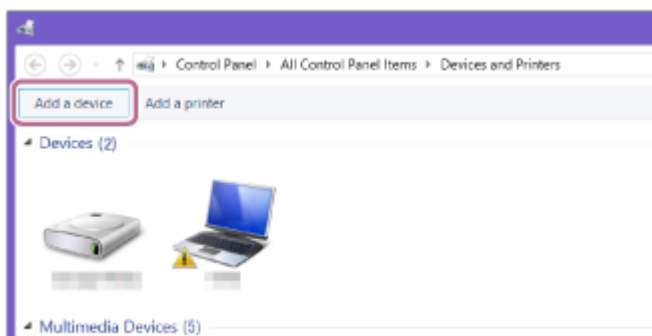 Control Panel All Control Panel Items Devices and Printers
Add a device Add a printer
Devices (2)
Multimedia Devices (5)